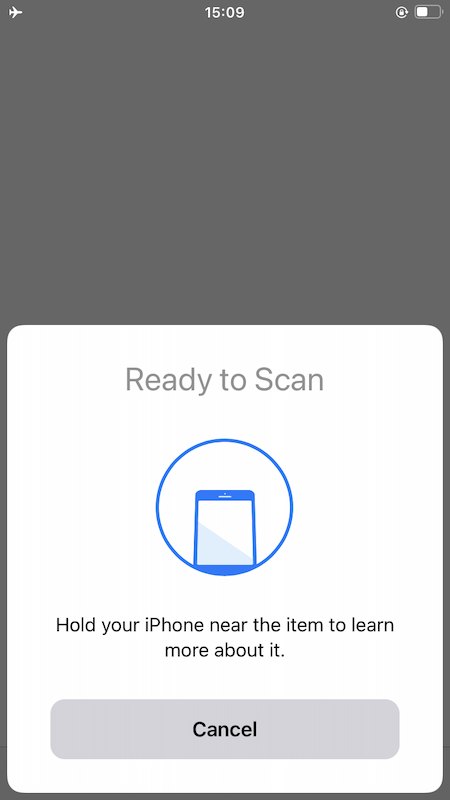 15:09
Ready to Scan
Hold your iPhone near the item to learn
more about it.
Cancel